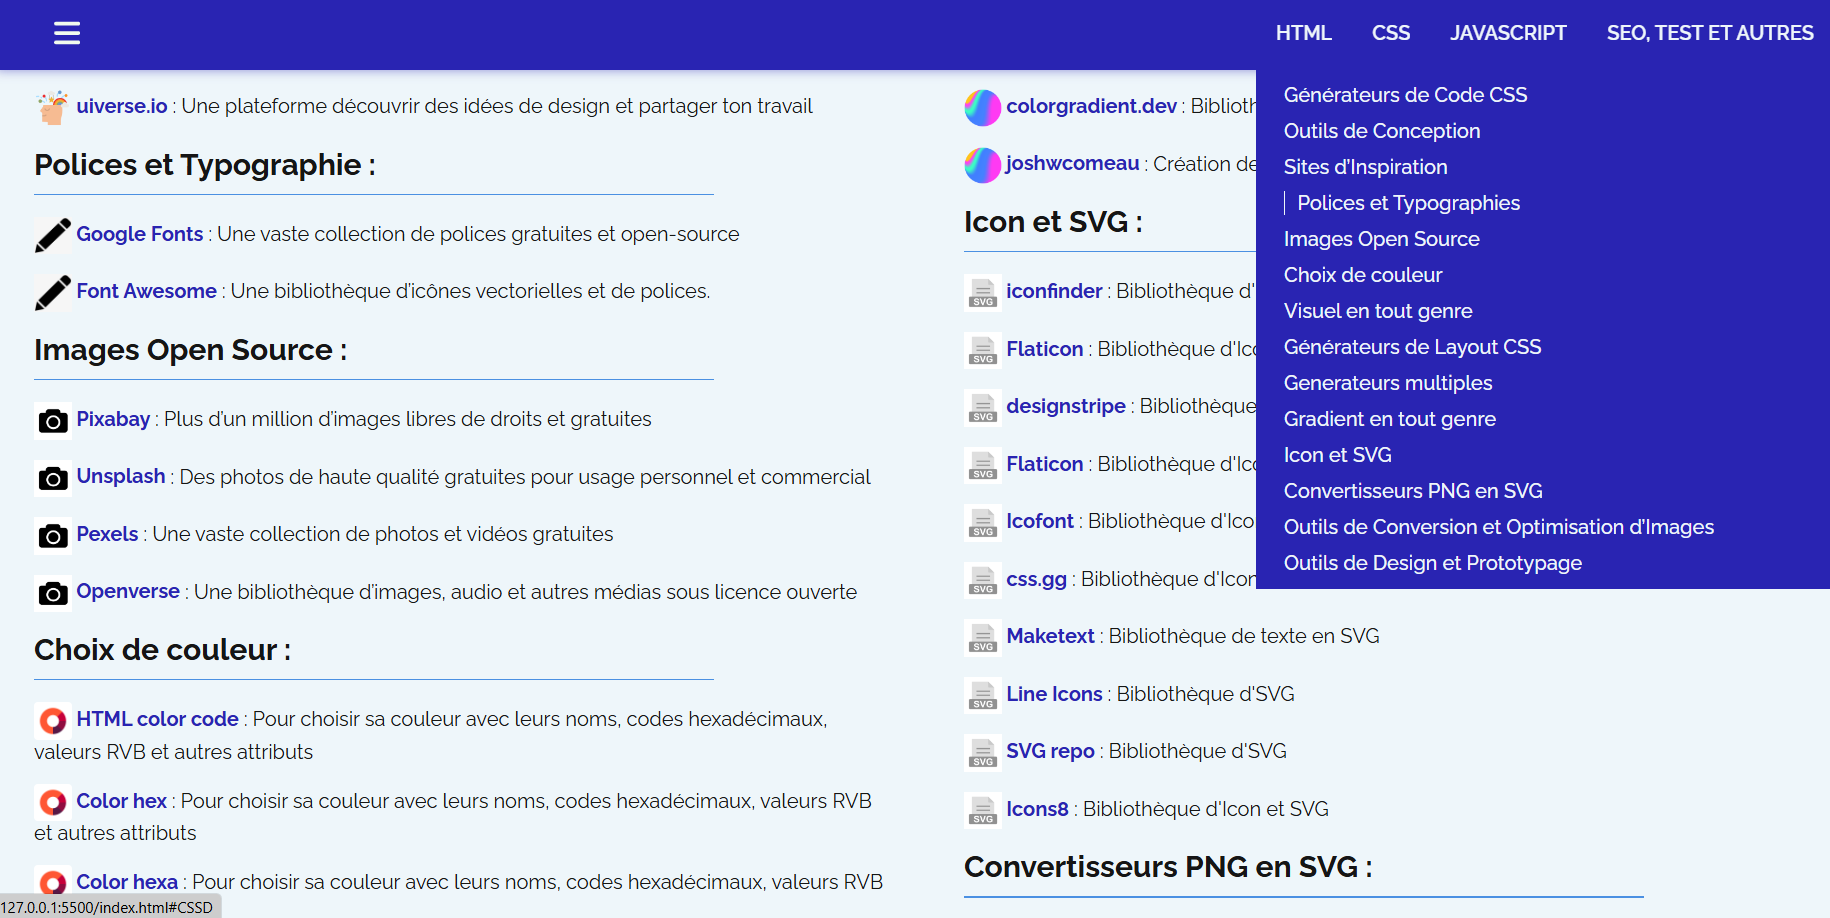 HTML CSS JAVASCRIPT SEO, TEST ET AUTRES
uiverse.io : Une plateforme découvrir des idées de design et partager ton travail
Polices et Typographie :
Google Fonts : Une vaste collection de polices gratuites et open-source
Font Awesome : Une bibliothèque d'icônes vectorielles et de polices.
Images Open Source :
Pixabay : Plus d'un million d'images libres de droits et gratuites
Unsplash : Des photos de haute qualité gratuites pour usage personnel et commercial
Pexels : Une vaste collection de photos et vidéos gratuites
Openverse : Une bibliothèque d'images, audio et autres médias sous licence ouverte
Choix de couleur :
HTML color code : Pour choisir sa couleur avec leurs noms, codes hexadécimaux,
valeurs RVB et autres attributs
Color hex : Pour choisir sa couleur avec leurs noms, codes hexadécimaux, valeurs RVB
et autres attributs
Color hexa : Pour choisir sa couleur avec leurs noms, codes hexadécimaux, valeurs RVB
127.0.0.1:5500/index.html#CSSD
colorgradient.dev : Biblioth
joshwcomeau : Création de
Icon et SVG :
SVG iconfinder : Bibliothèque d'
SVG Flaticon : Bibliothèque d'Ico
SVG designstripe : Bibliothèque
SVG Flaticon : Bibliothèque d'Ico
SVG Icofont : Bibliothèque d'Ico
SVG css.gg : Bibliothèque d'Icon
SVG Maketext : Bibliothèque de texte en SVG
SVG Line Icons : Bibliothèque d'SVG
SVG SVG repo : Bibliothèque d'SVG
SVG Icons8 : Bibliothèque d'Icon et SVG
Convertisseurs PNG en SVG :
Générateurs de Code CSS
Outils de Conception
Sites d'Inspiration
Polices et Typographies
Images Open Source
Choix de couleur
Visuel en tout genre
Générateurs de Layout CSS
Generateurs multiples
Gradient en tout genre
Icon et SVG
Convertisseurs PNG en SVG
Outils de Conversion et Optimisation d'Images
Outils de Design et Prototypage